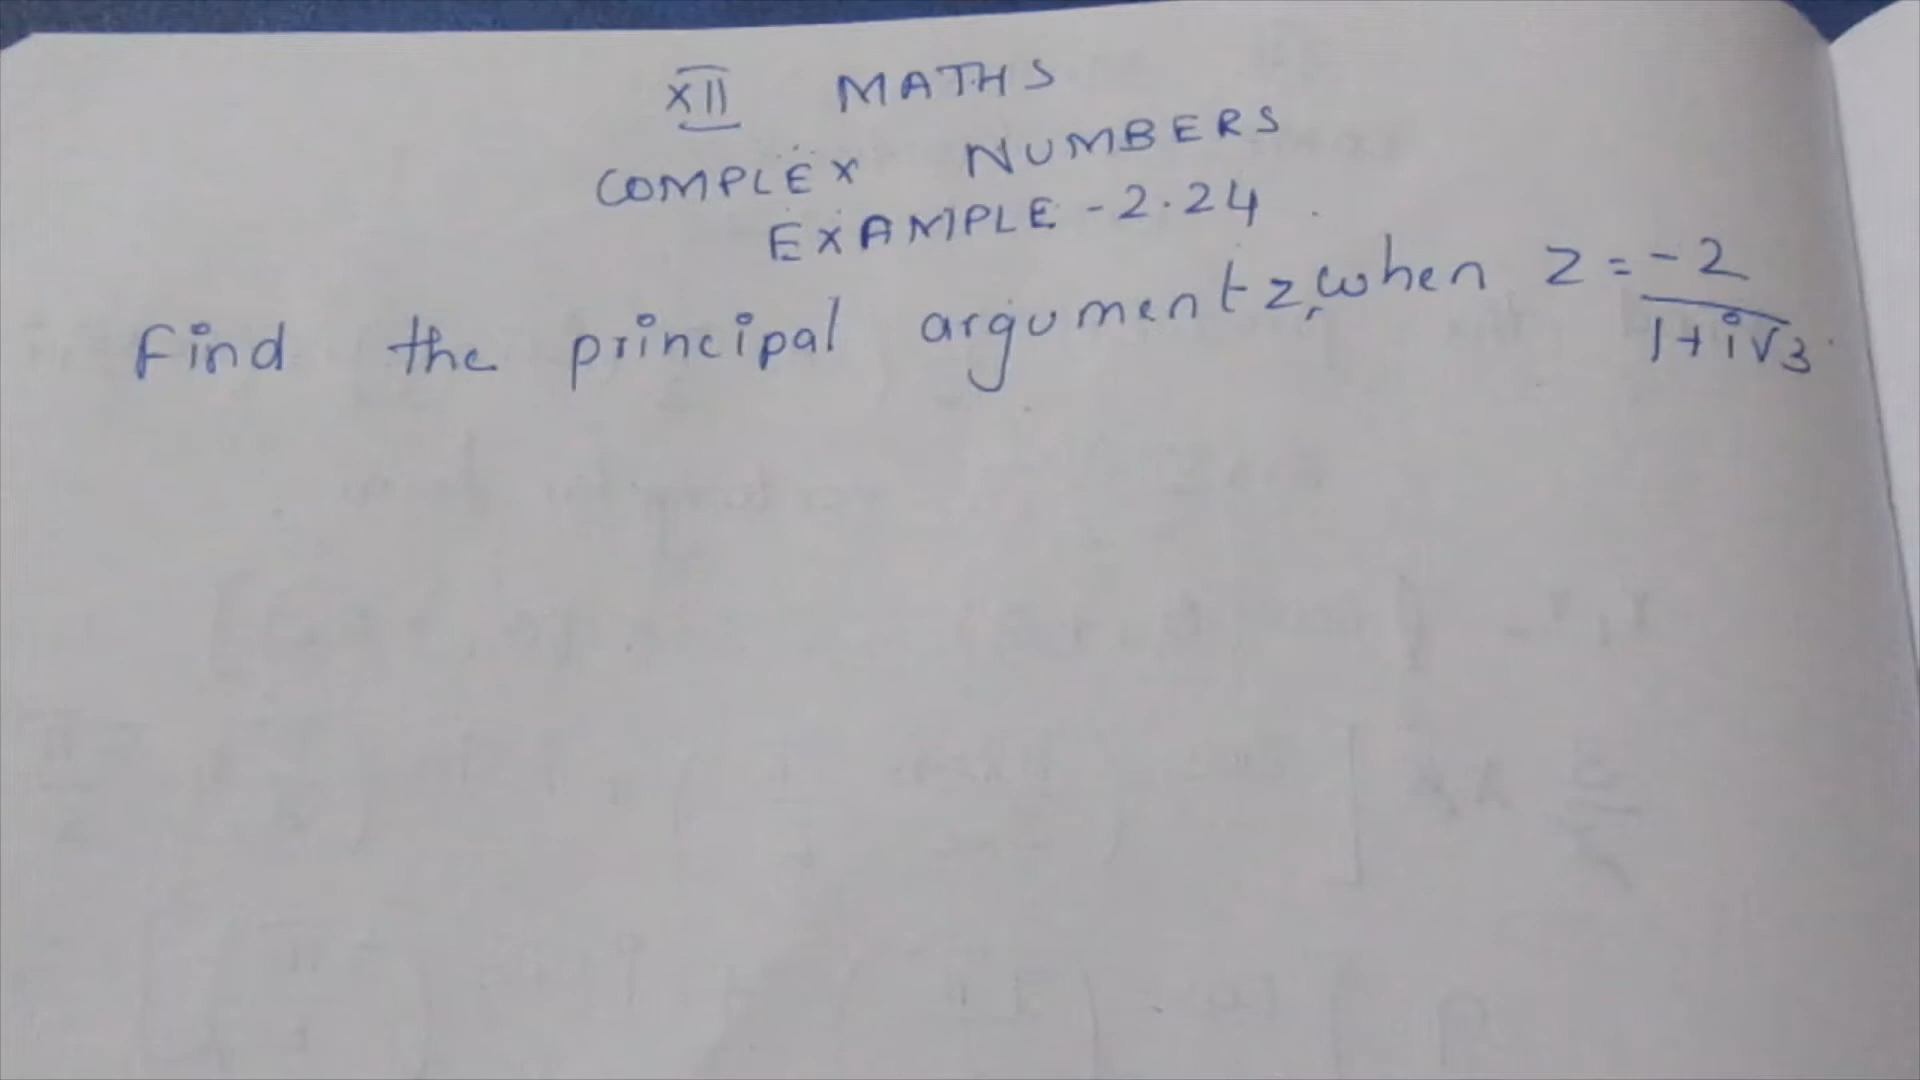 XII MATHS
COMPLEX NUMBERS
EXAMPLE - 2.24
Find the principal argument z, when z = -2
1+i√3.